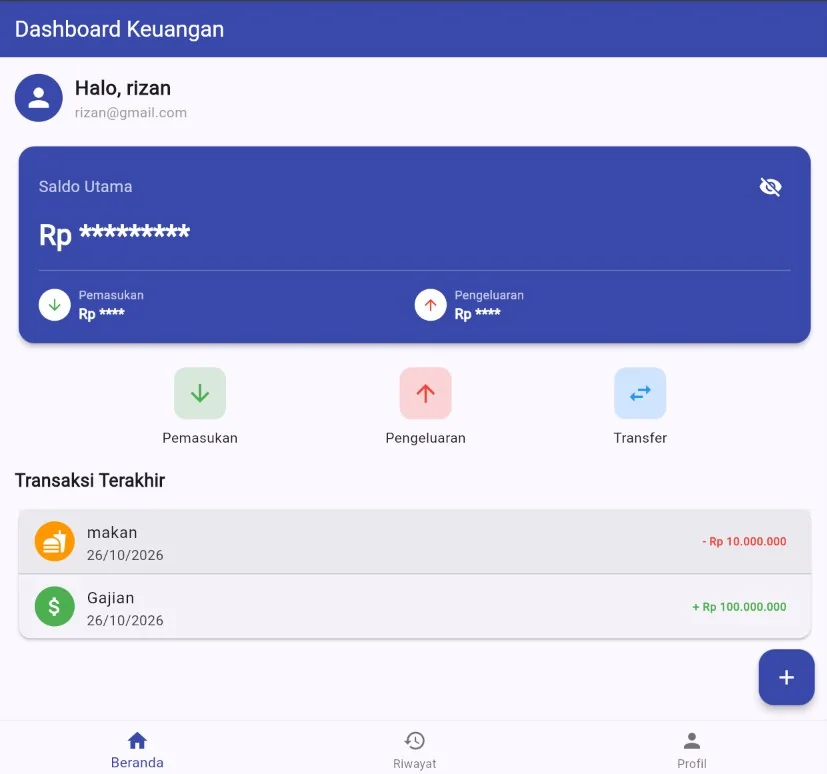 Dashboard Keuangan
Halo, rizan
rizan@gmail.com
Saldo Utama
Rp *********
Pemasukan
Rp ****
Pengeluaran
Rp ****
Pemasukan
Pengeluaran
Transfer
Transaksi Terakhir
makan
26/10/2026
- Rp 10.000.000
$
Gajian
26/10/2026
+ Rp 100.000.000
+
Beranda
Riwayat
Profil